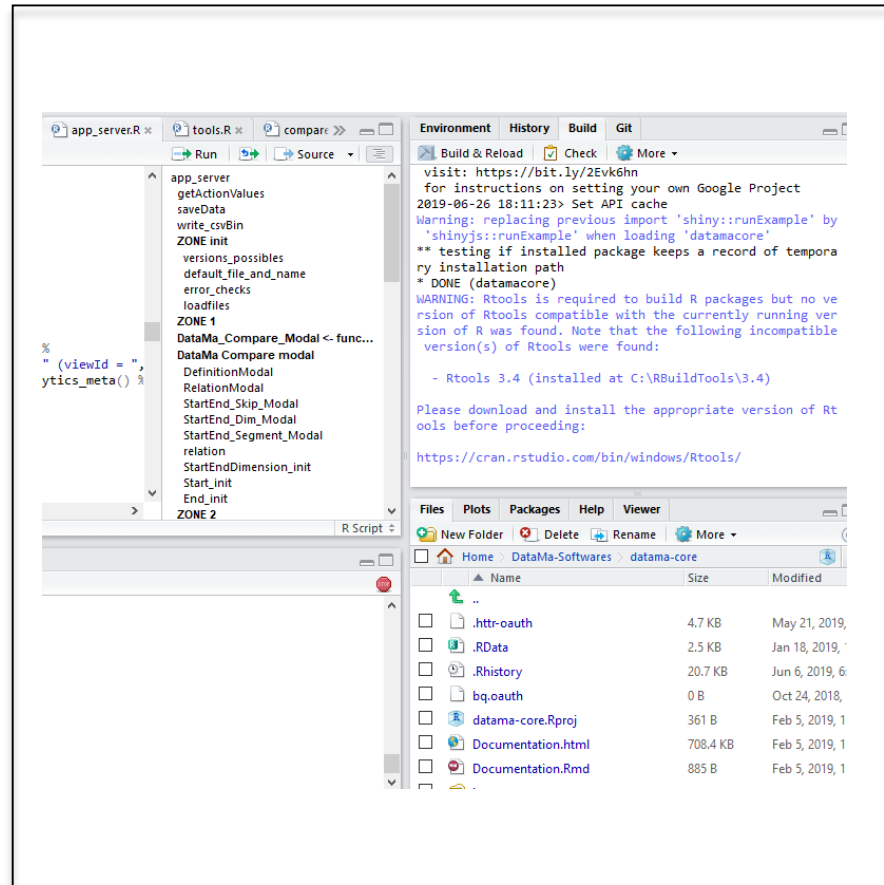 app_server.R
tools.R
compare
Run
Source
app_server
getActionValues
saveData
write_csvBin
ZONE init
versions_possibles
default_file_and_name
error_checks
loadfiles
ZONE 1
DataMa_Compare_Modal <- func...
DataMa Compare modal
DefinitionModal
RelationModal
StartEnd_Skip_Modal
StartEnd_Dim_Modal
StartEnd_Segment_Modal
relation
StartEndDimension_init
Start_init
End_init
ZONE 2
%
" (viewId = ",
ytics_meta() %
R Script
STOP
Environment History Build Git
Build & Reload Check More
visit: https://bit.ly/2Evk6hn
for instructions on setting your own Google Project
2019-06-26 18:11:23> Set API cache
Warning: replacing previous import 'shiny::runExample' by
'shinyjs::runExample' when loading 'datamacore'
** testing if installed package keeps a record of tempora
ry installation path
* DONE (datamacore)
WARNING: Rtools is required to build R packages but no ve
rsion of Rtools compatible with the currently running ver
sion of R was found. Note that the following incompatible
version(s) of Rtools were found:
- Rtools 3.4 (installed at C:\RBuildTools\3.4)
Please download and install the appropriate version of Rt
ools before proceeding:
https://cran.rstudio.com/bin/windows/Rtools/
Files Plots Packages Help Viewer
New Folder Delete Rename More
Home DataMa-Softwares datama-core
Name Size Modified
..
.httr-oauth 4.7 KB May 21, 2019,
.RData 2.5 KB Jan 18, 2019,
.Rhistory 20.7 KB Jun 6, 2019, 6:
bq.oauth 0 B Oct 24, 2018,
datama-core.Rproj 361 B Feb 5, 2019, 1
Documentation.html 708.4 KB Feb 5, 2019, 1
Documentation.Rmd 885 B Feb 5, 2019, 1